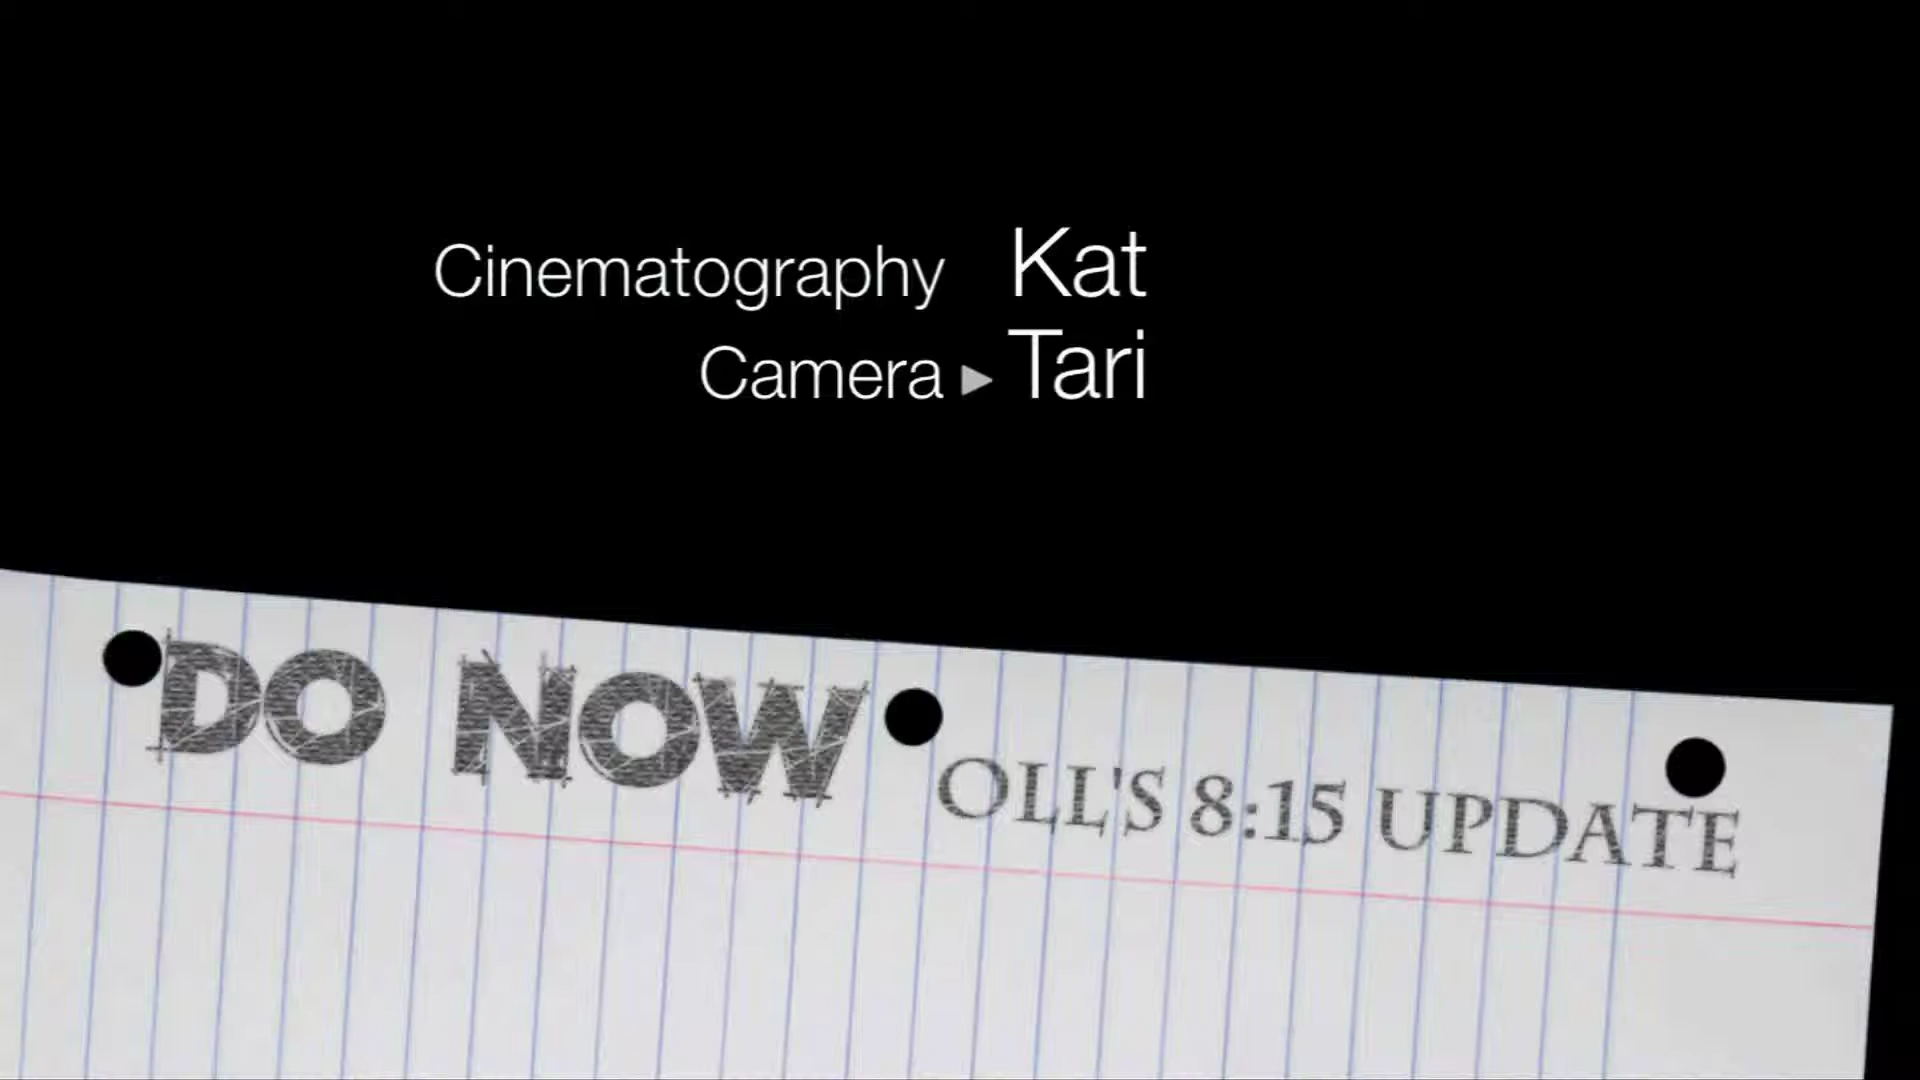 Cinematography Kat
Camera ▸ Tari
DO NOW
OLL'S 8:15 UPDATE